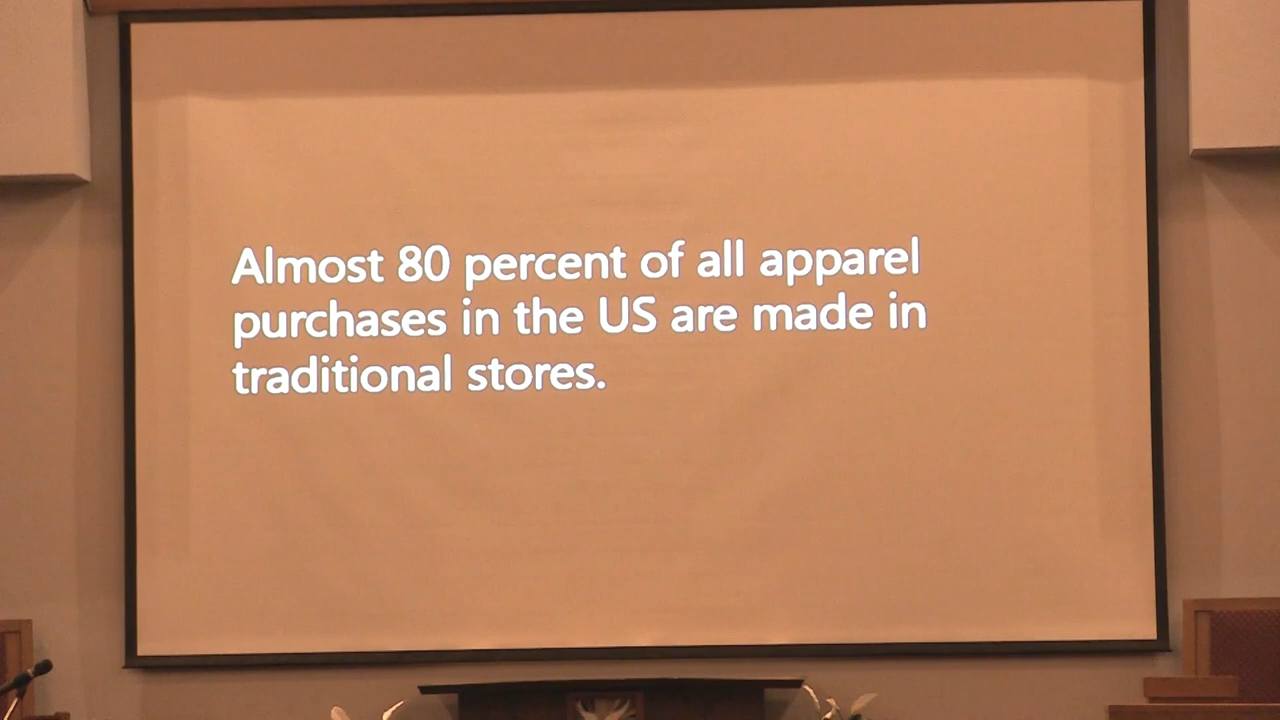 Almost 80 percent of all apparel
purchases in the US are made in
traditional stores.